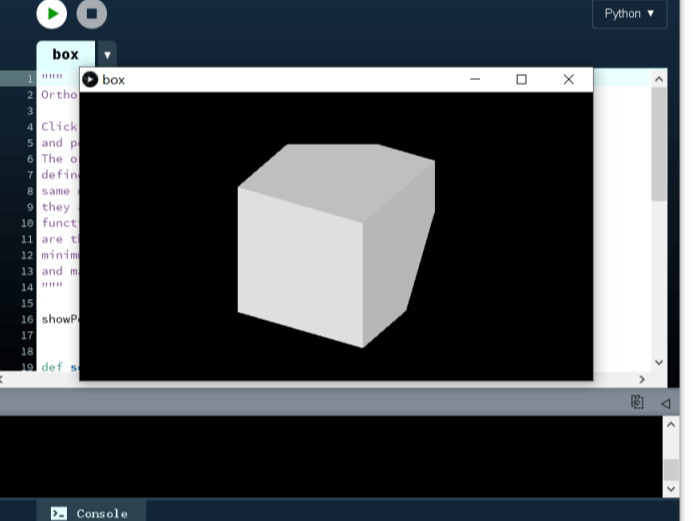 Python ▼
box ▼
box
1 """
2 Ortho
3
4 Click
5 and p
6 The o
7 defin
8 same
9 they
10 funct
11 are t
12 minim
13 and m
14 """
15
16 showP
17
18
19 def s
Console